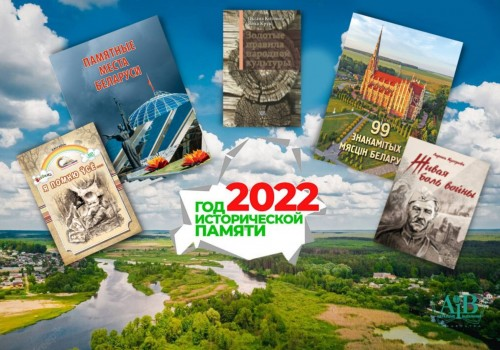 ПАМЯТНЫЕ
МЕСТА
БЕЛАРУСИ
Золотые
правила
народной
культуры
99
ЗНАКАМІТЫХ
МЯСЦІН БЕЛАРУ
Я ПОМНЮ ВСЁ...
Живая
боль войны
2022
ГОД
ИСТОРИЧЕСКОЙ
ПАМЯТИ